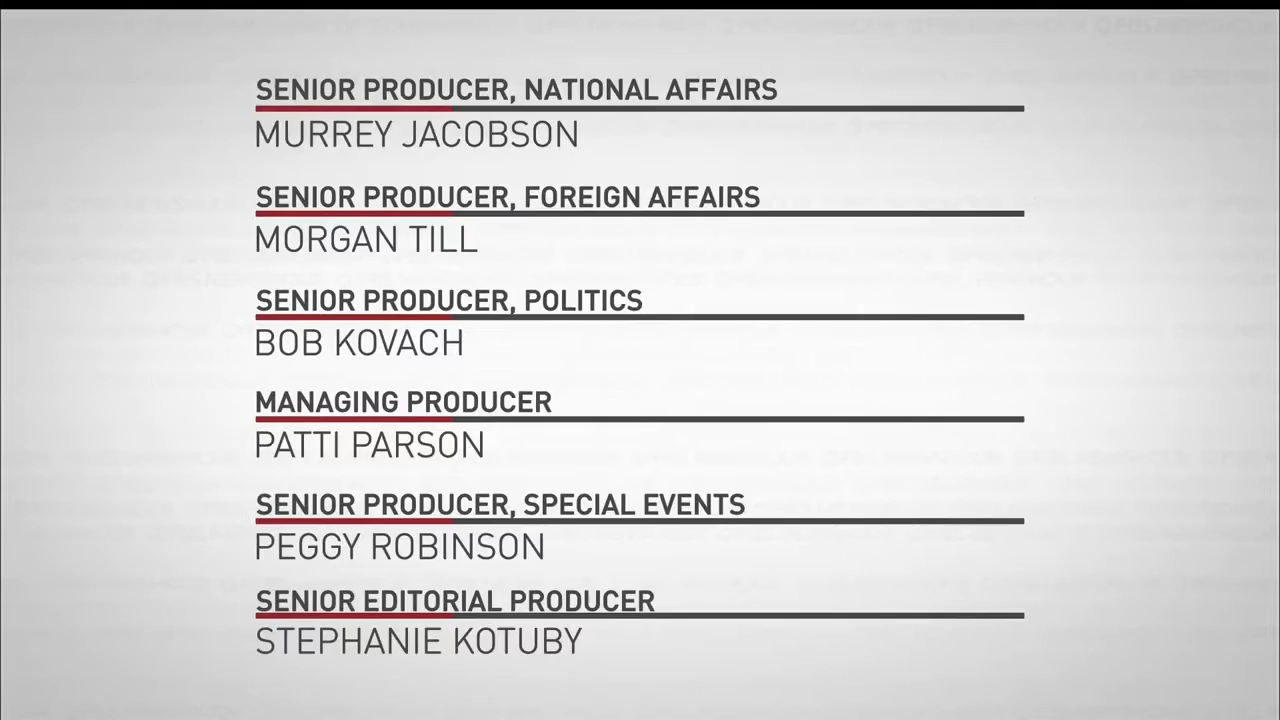 SENIOR PRODUCER, NATIONAL AFFAIRS
MURREY JACOBSON
SENIOR PRODUCER, FOREIGN AFFAIRS
MORGAN TILL
SENIOR PRODUCER, POLITICS
BOB KOVACH
MANAGING PRODUCER
PATTI PARSON
SENIOR PRODUCER, SPECIAL EVENTS
PEGGY ROBINSON
SENIOR EDITORIAL PRODUCER
STEPHANIE KOTUBY